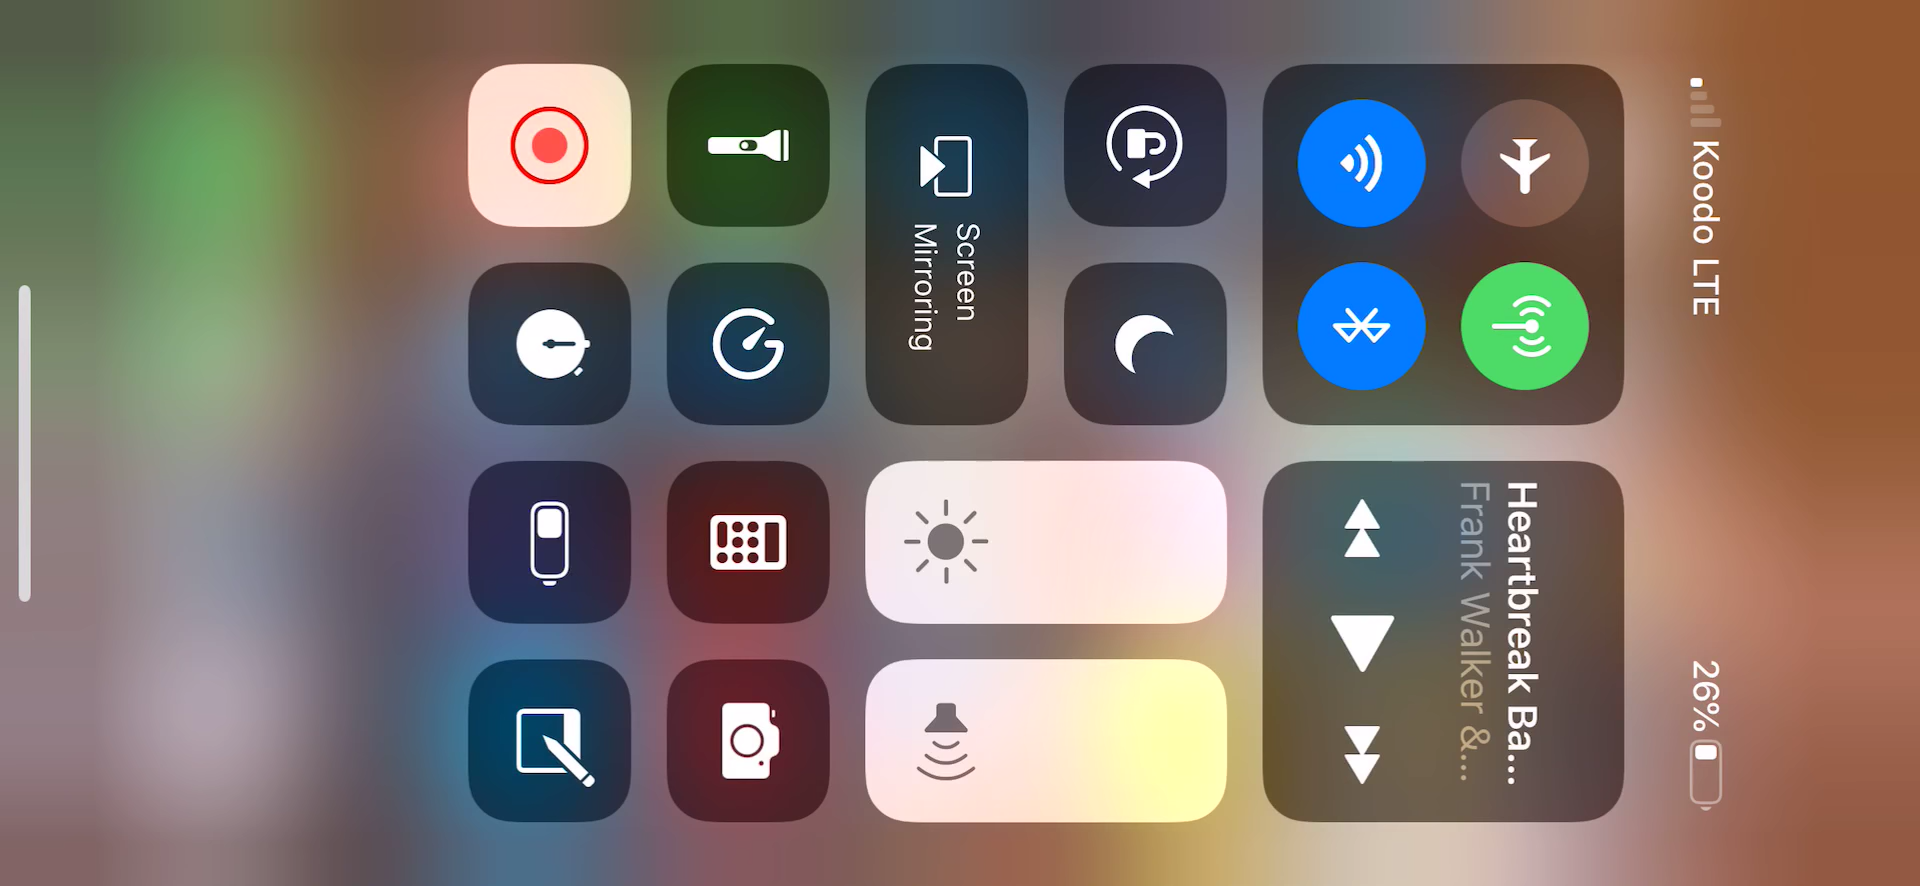 Koodo LTE
26%
Heartbreak Ba...
Frank Walker &...
Screen
Mirroring